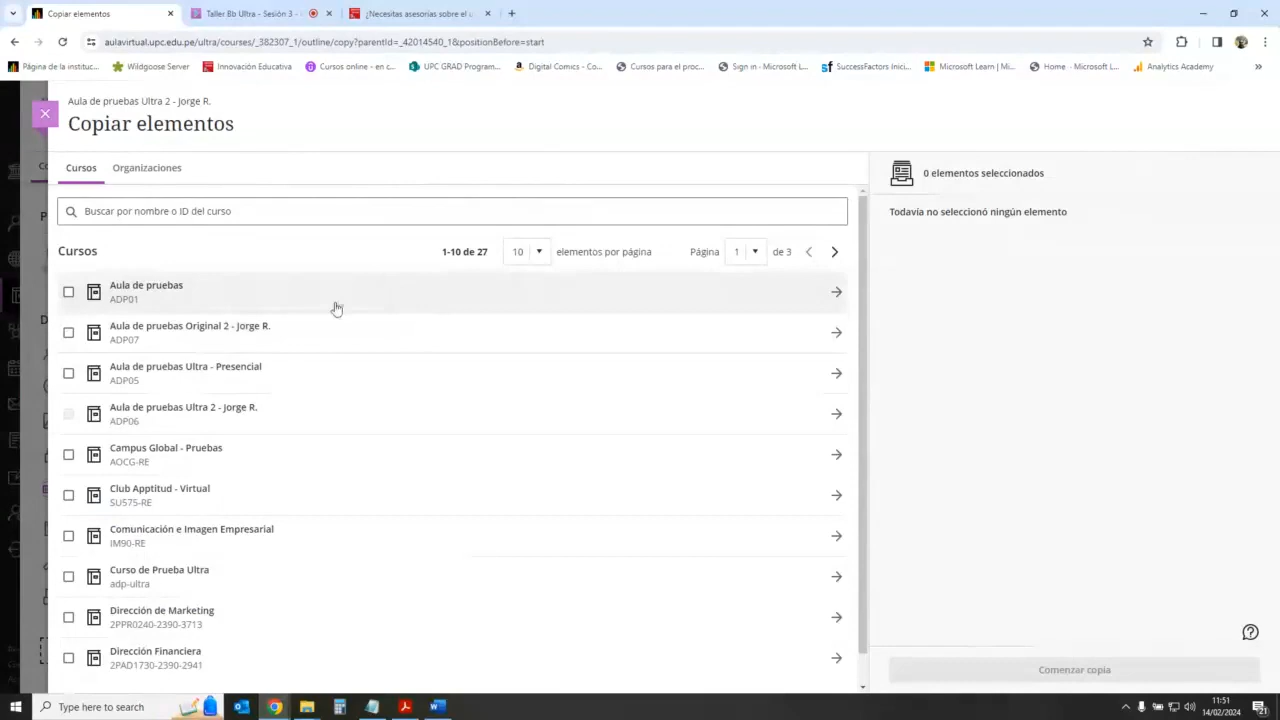 Copiar elementos
Taller Bb Ultra - Sesión 3 -
¿Necesitas asesorías sobre el u
aulavirtual.upc.edu.pe/ultra/courses/_382307_1/outline/copy?parentId=_42014540_1&positionBefore=start
Página de la instituc...
Wildgoose Server
Innovación Educativa
Cursos online - en c...
UPC GRAD Program...
Digital Comics - Co...
Cursos para el proc...
Sign in - Microsoft L...
SuccessFactors Inici...
Microsoft Learn | Mi...
Home - Microsoft L...
Analytics Academy
Aula de pruebas Ultra 2 - Jorge R.
Copiar elementos
Cursos
Organizaciones
0 elementos seleccionados
Todavía no seleccionó ningún elemento
Buscar por nombre o ID del curso
Cursos
1-10 de 27
10
elementos por página
Página
1
de 3
Aula de pruebas
ADP01
Aula de pruebas Original 2 - Jorge R.
ADP07
Aula de pruebas Ultra - Presencial
ADP05
Aula de pruebas Ultra 2 - Jorge R.
ADP06
Campus Global - Pruebas
AOCG-RE
Club Apptitud - Virtual
SU575-RE
Comunicación e Imagen Empresarial
IM90-RE
Curso de Prueba Ultra
adp-ultra
Dirección de Marketing
2PPR0240-2390-3713
Dirección Financiera
2PAD1730-2390-2941
Comenzar copia
Type here to search
11:51
14/02/2024